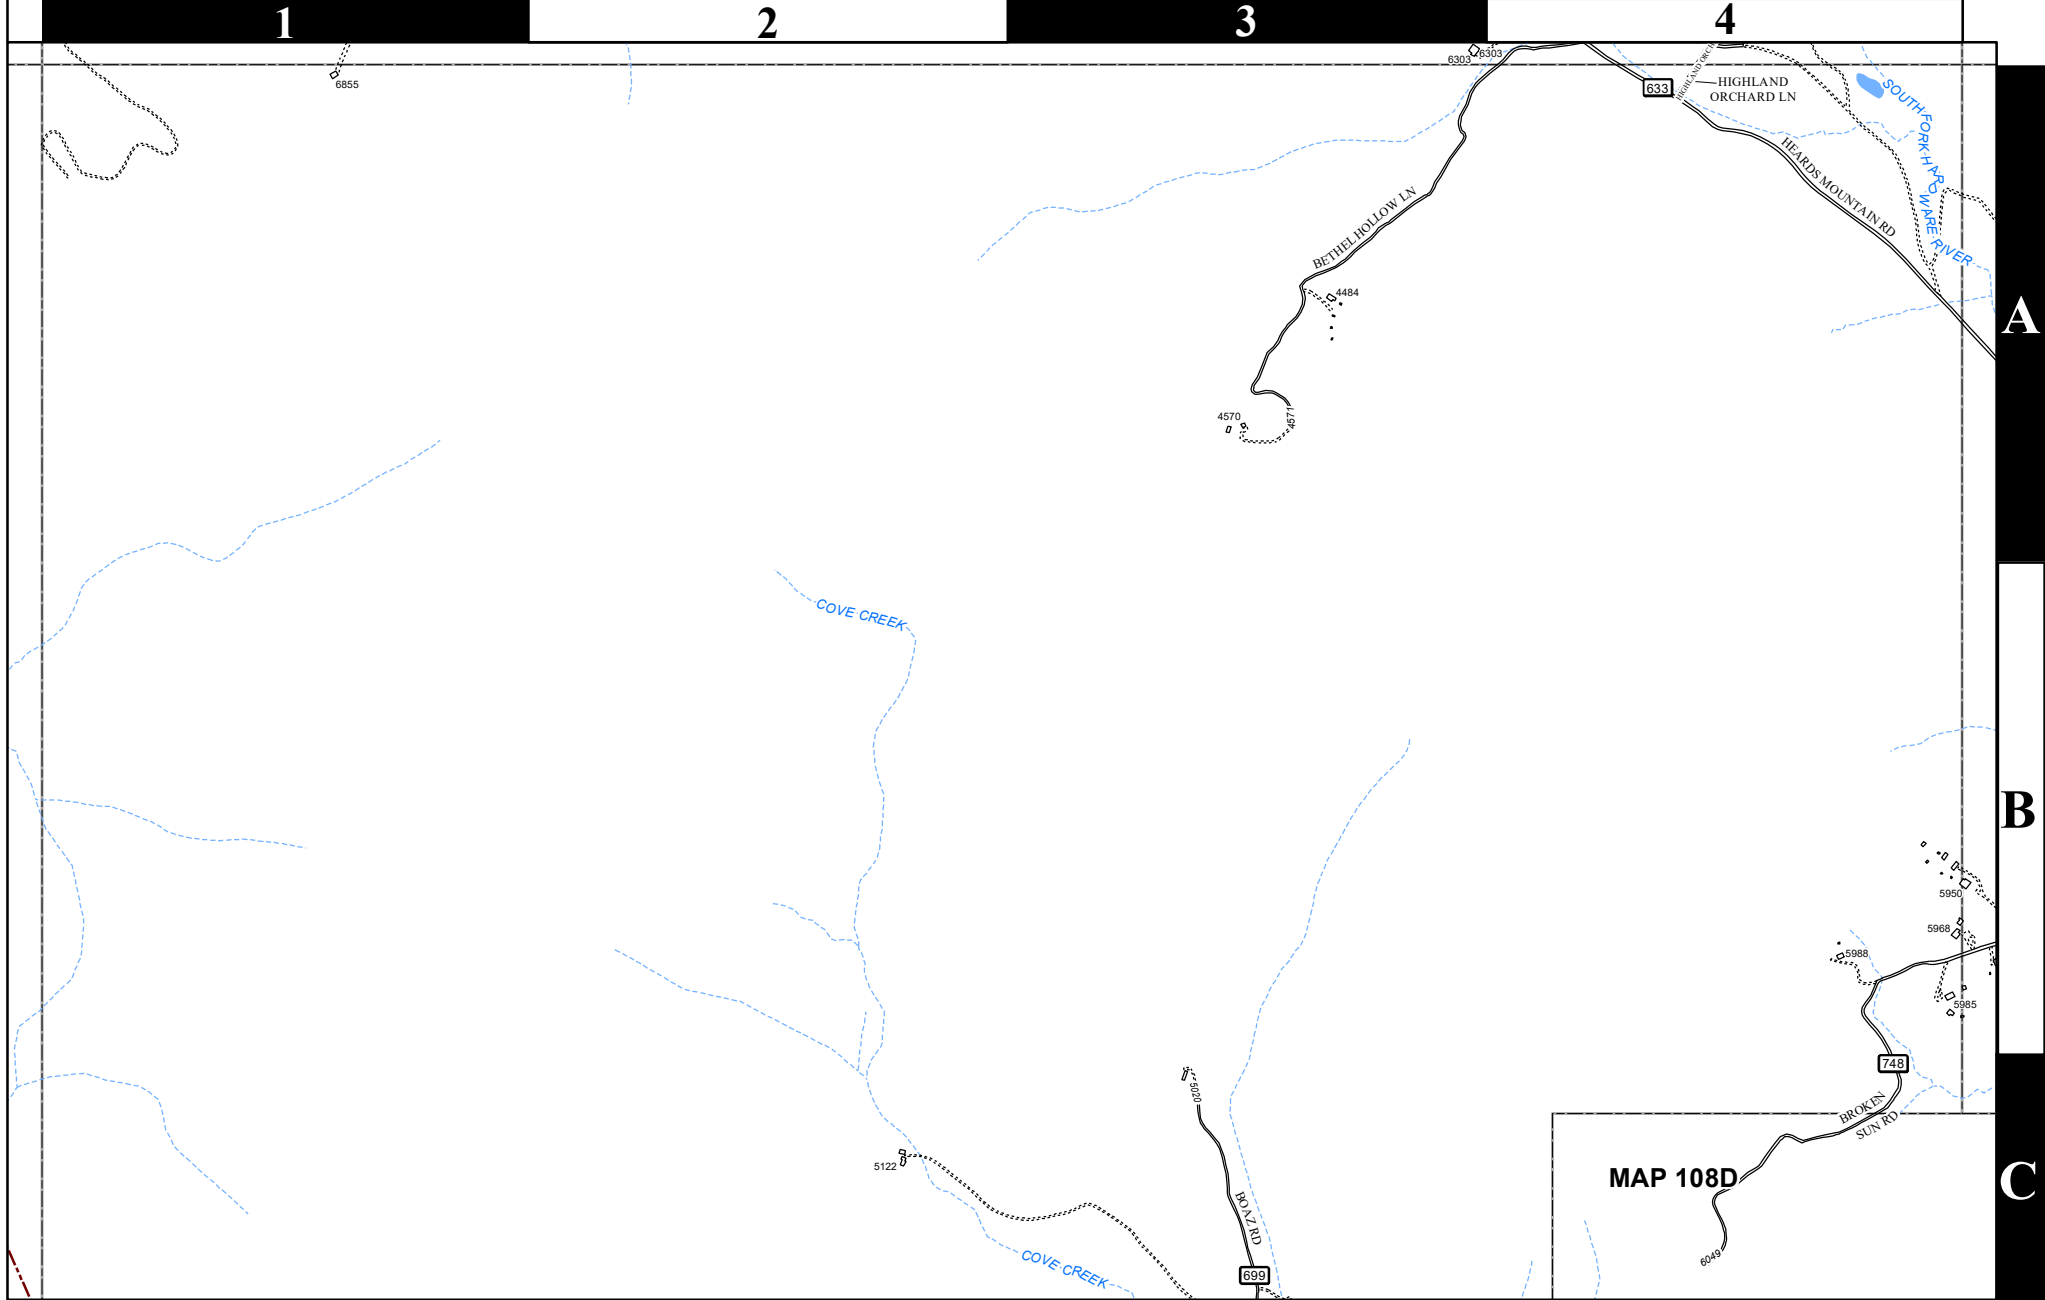 1
2
3
4
6855
6303
6303
633
HIGHLAND ORCH
HIGHLAND
ORCHARD LN
SOUTH FORK HARDWARE RIVER
HEARDS MOUNTAIN RD
BETHEL HOLLOW LN
4484
A
4570
4571
COVE CREEK
B
5950
5968
5988
5985
748
5020
BROKEN
SUN RD
5122
MAP 108D
C
BOAZ RD
6049
COVE CREEK
699